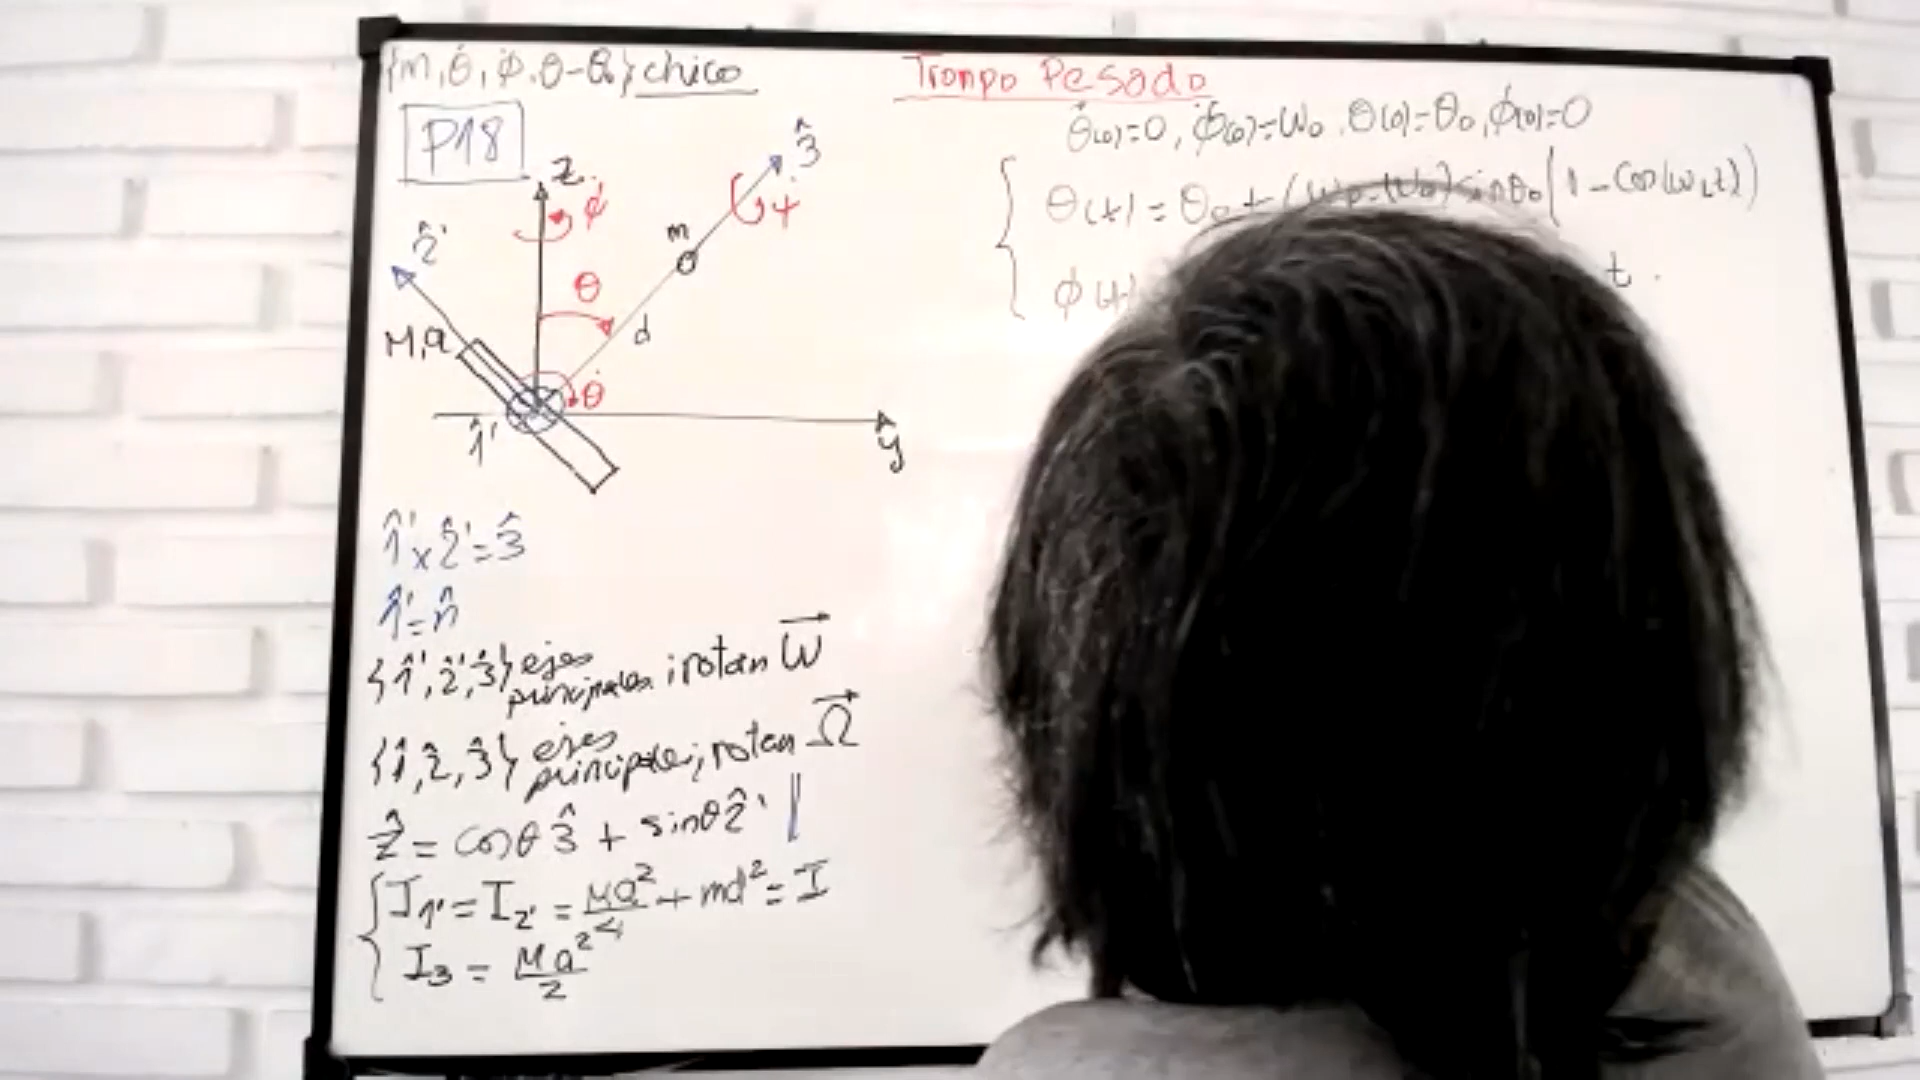 {m, θ̇, φ̇, θ-θ₀} chico
Trompo Pesado
P18
θ̇(0)=0, φ̇(0)=ω₀, θ(0)=θ₀, φ(0)=0
θ(t) = θ₀ + sinθ₀(1-Cos(ω_L t))
φ(t) t.
ẑ
φ̇
3̂
ψ̇
2̂'
m
θ
d
M,a
θ̇
1̂'
y
1̂' x 2̂' = 3̂
1̂' = n̂
{1̂', 2̂', 3̂} ejes principales; rotan ω⃗
{1̂, 2̂, 3̂} ejes principales; rotan Ω⃗
ẑ = cosθ 3̂ + sinθ 2̂'
I₁' = I₂' = Ma²/4 + md² = I
I₃ = Ma²/2